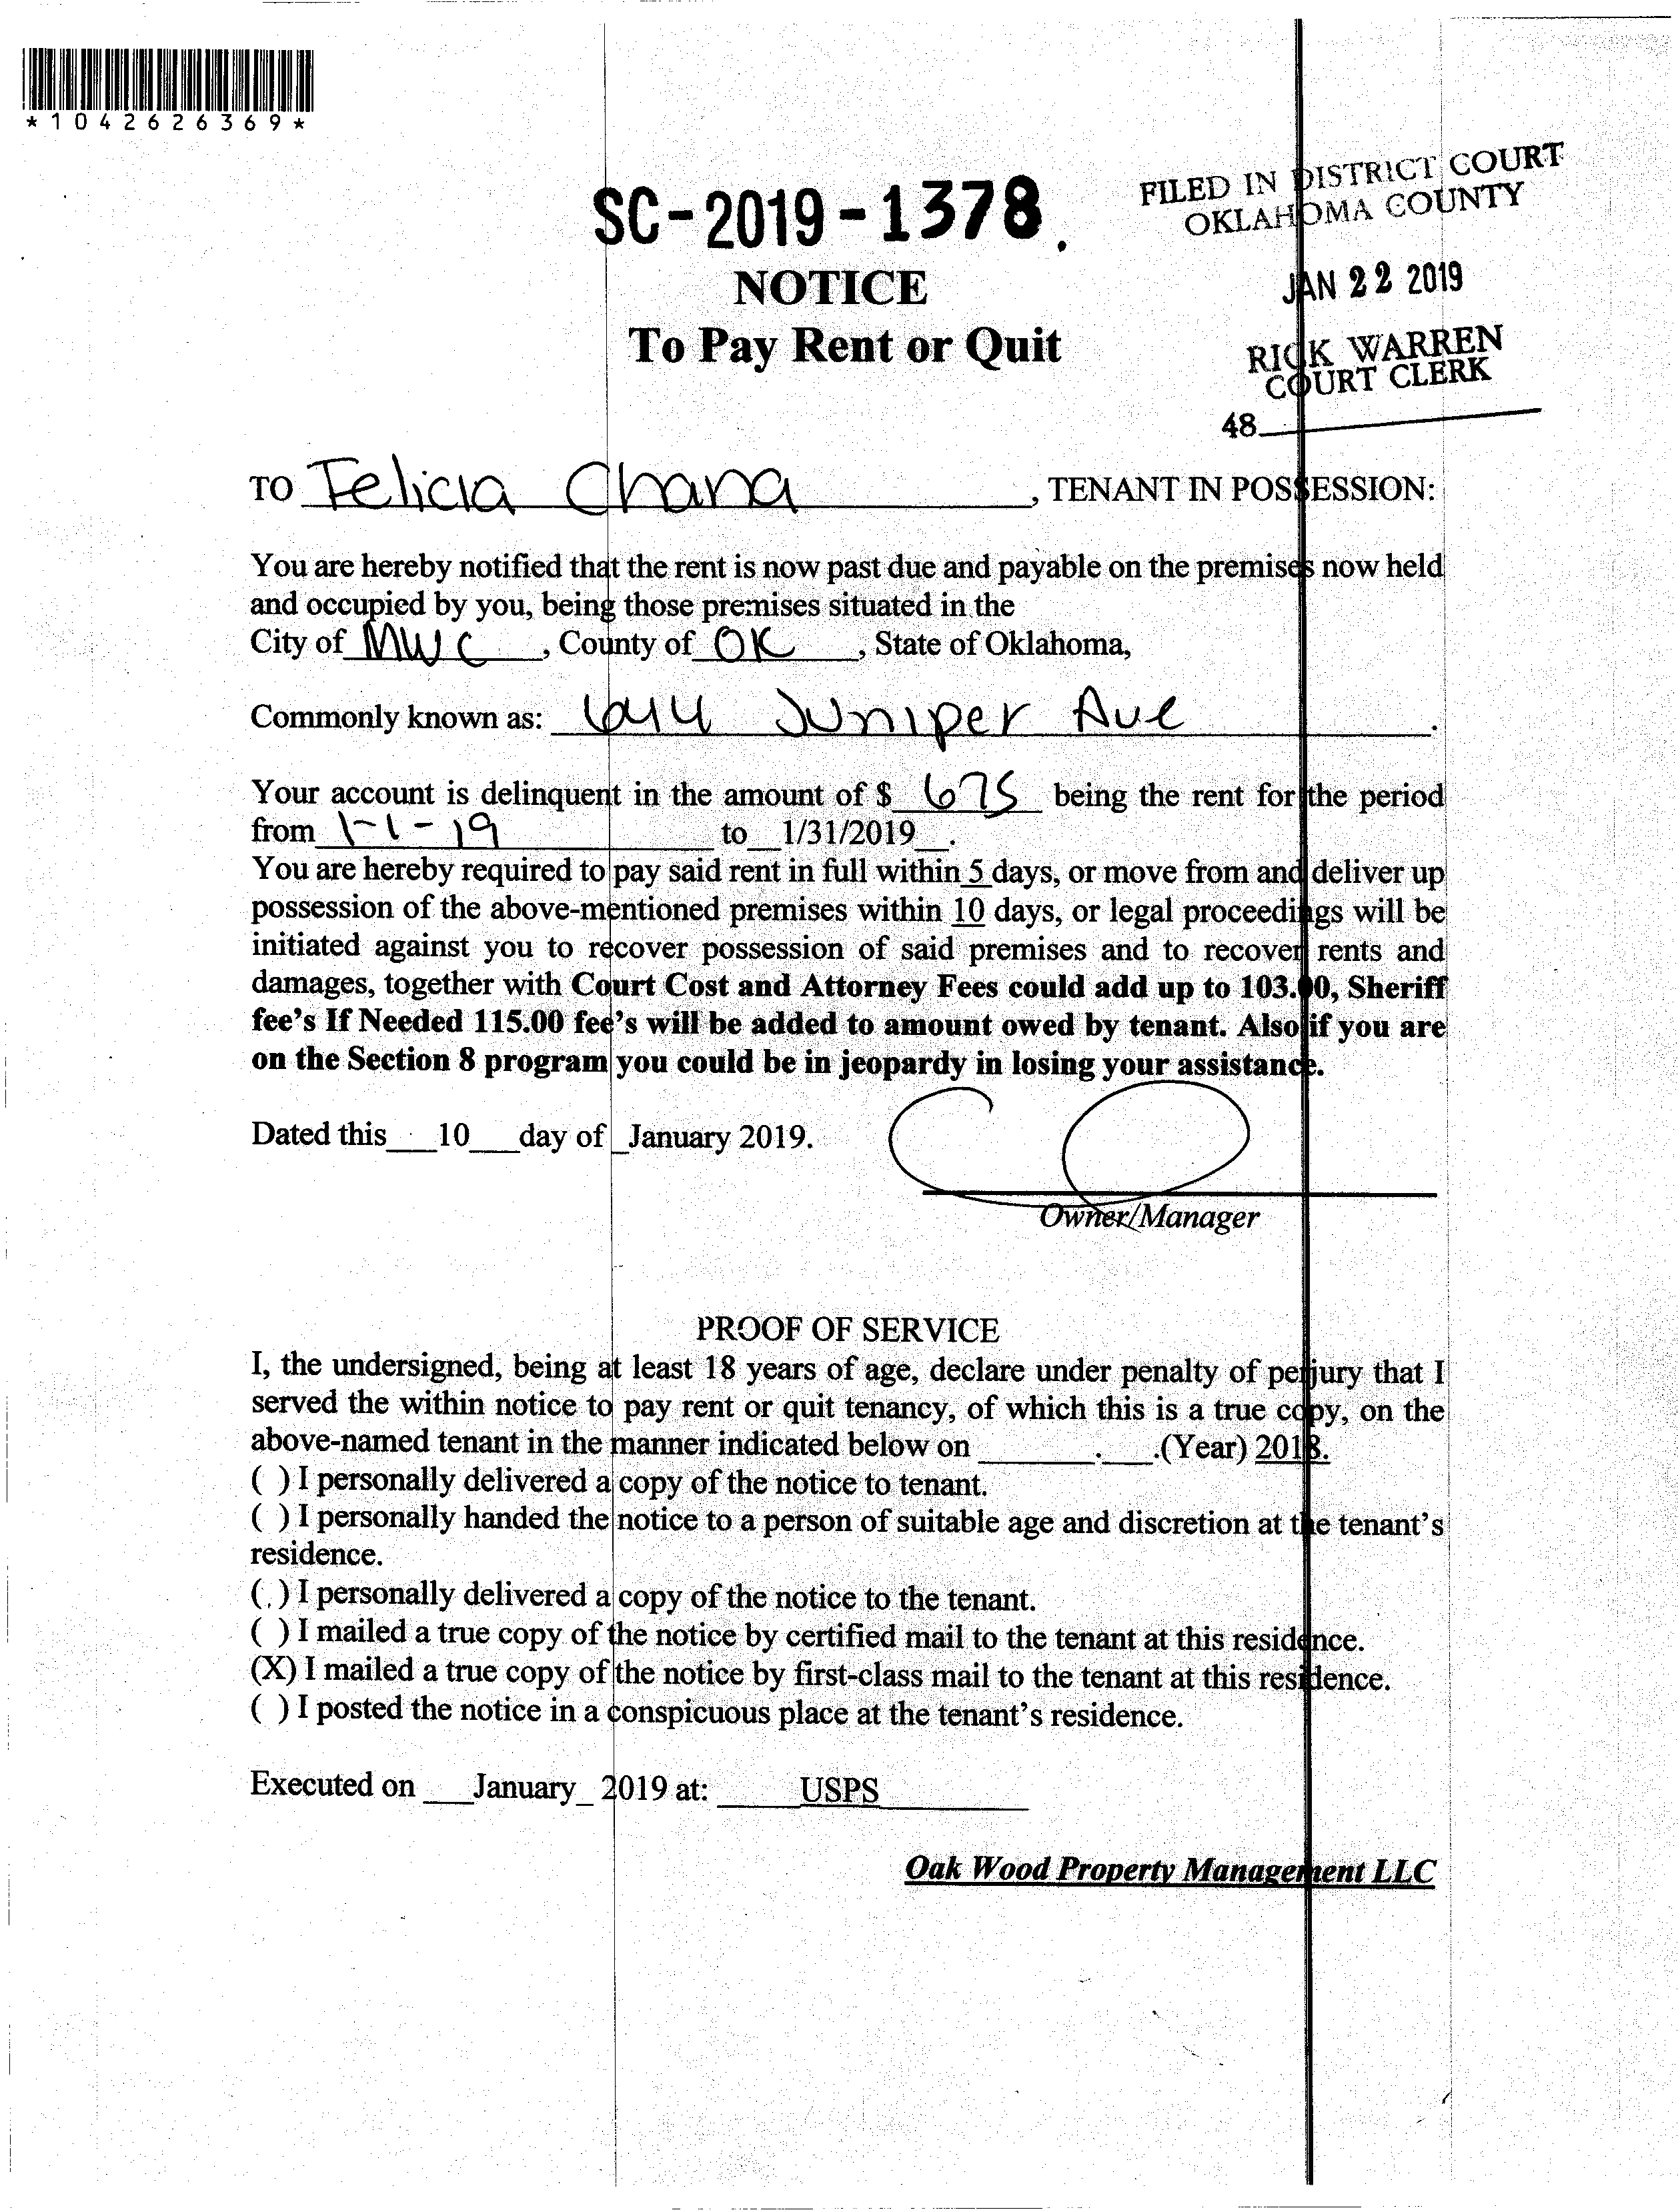 *1042626369*
SC-2019-1378.
FILED IN DISTRICT COURT
OKLAHOMA COUNTY
JAN 22 2019
RICK WARREN
COURT CLERK
48
NOTICE
To Pay Rent or Quit
TO Felicia Chana, TENANT IN POSSESSION:
You are hereby notified that the rent is now past due and payable on the premises now held
and occupied by you, being those premises situated in the
City of MWC, County of OK, State of Oklahoma,
Commonly known as: Juniper Ave.
Your account is delinquent in the amount of $ 675 being the rent for the period
from 1-1-19 to 1/31/2019.
You are hereby required to pay said rent in full within 5 days, or move from and deliver up
possession of the above-mentioned premises within 10 days, or legal proceedings will be
initiated against you to recover possession of said premises and to recover rents and
damages, together with Court Cost and Attorney Fees could add up to 103.00, Sheriff
fee's If Needed 115.00 fee's will be added to amount owed by tenant. Also if you are
on the Section 8 program you could be in jeopardy in losing your assistance.
Dated this 10 day of January 2019.
Owner/Manager
PROOF OF SERVICE
I, the undersigned, being at least 18 years of age, declare under penalty of perjury that I
served the within notice to pay rent or quit tenancy, of which this is a true copy, on the
above-named tenant in the manner indicated below on ______.___.(Year) 2018.
( ) I personally delivered a copy of the notice to tenant.
( ) I personally handed the notice to a person of suitable age and discretion at the tenant's
residence.
( ) I personally delivered a copy of the notice to the tenant.
( ) I mailed a true copy of the notice by certified mail to the tenant at this residence.
(X) I mailed a true copy of the notice by first-class mail to the tenant at this residence.
( ) I posted the notice in a conspicuous place at the tenant's residence.
Executed on ___January_ 2019 at: USPS
Oak Wood Property Management LLC